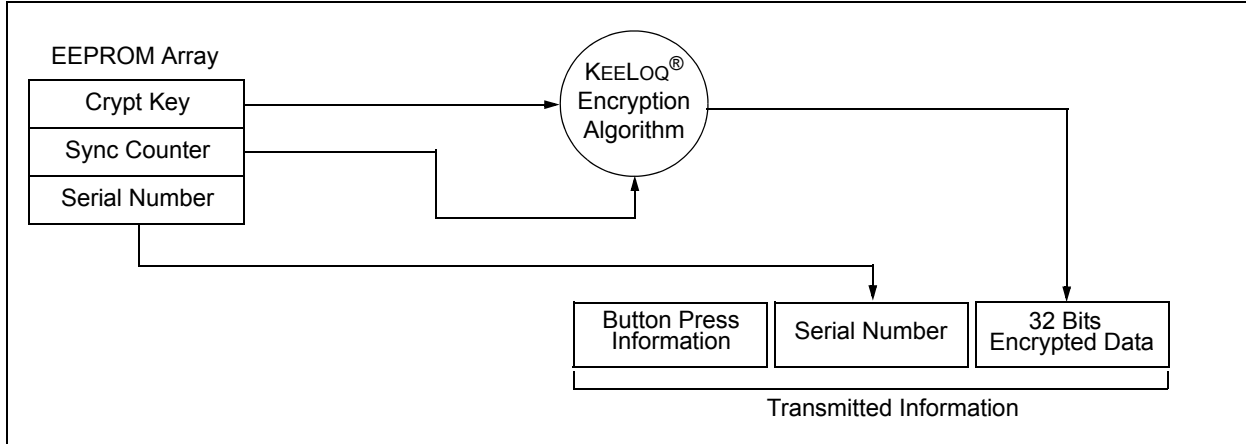 EEPROM Array
Crypt Key
Sync Counter
Serial Number
KEELOQ®
Encryption
Algorithm
Button Press
Information
Serial Number
32 Bits
Encrypted Data
Transmitted Information